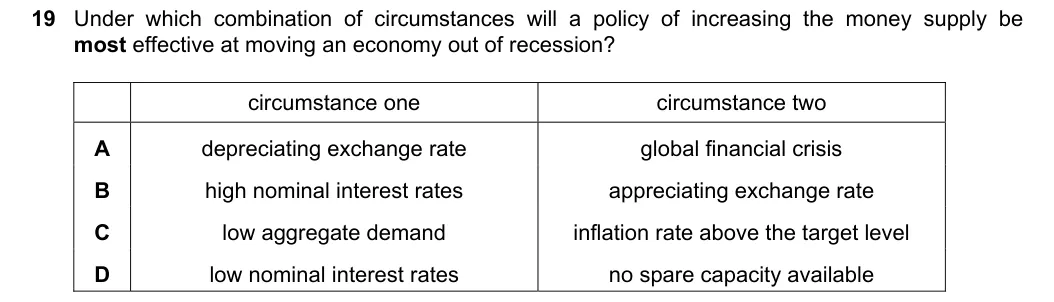 19 Under which combination of circumstances will a policy of increasing the money supply be
most effective at moving an economy out of recession?
circumstance one circumstance two
A depreciating exchange rate global financial crisis
B high nominal interest rates appreciating exchange rate
C low aggregate demand inflation rate above the target level
D low nominal interest rates no spare capacity available